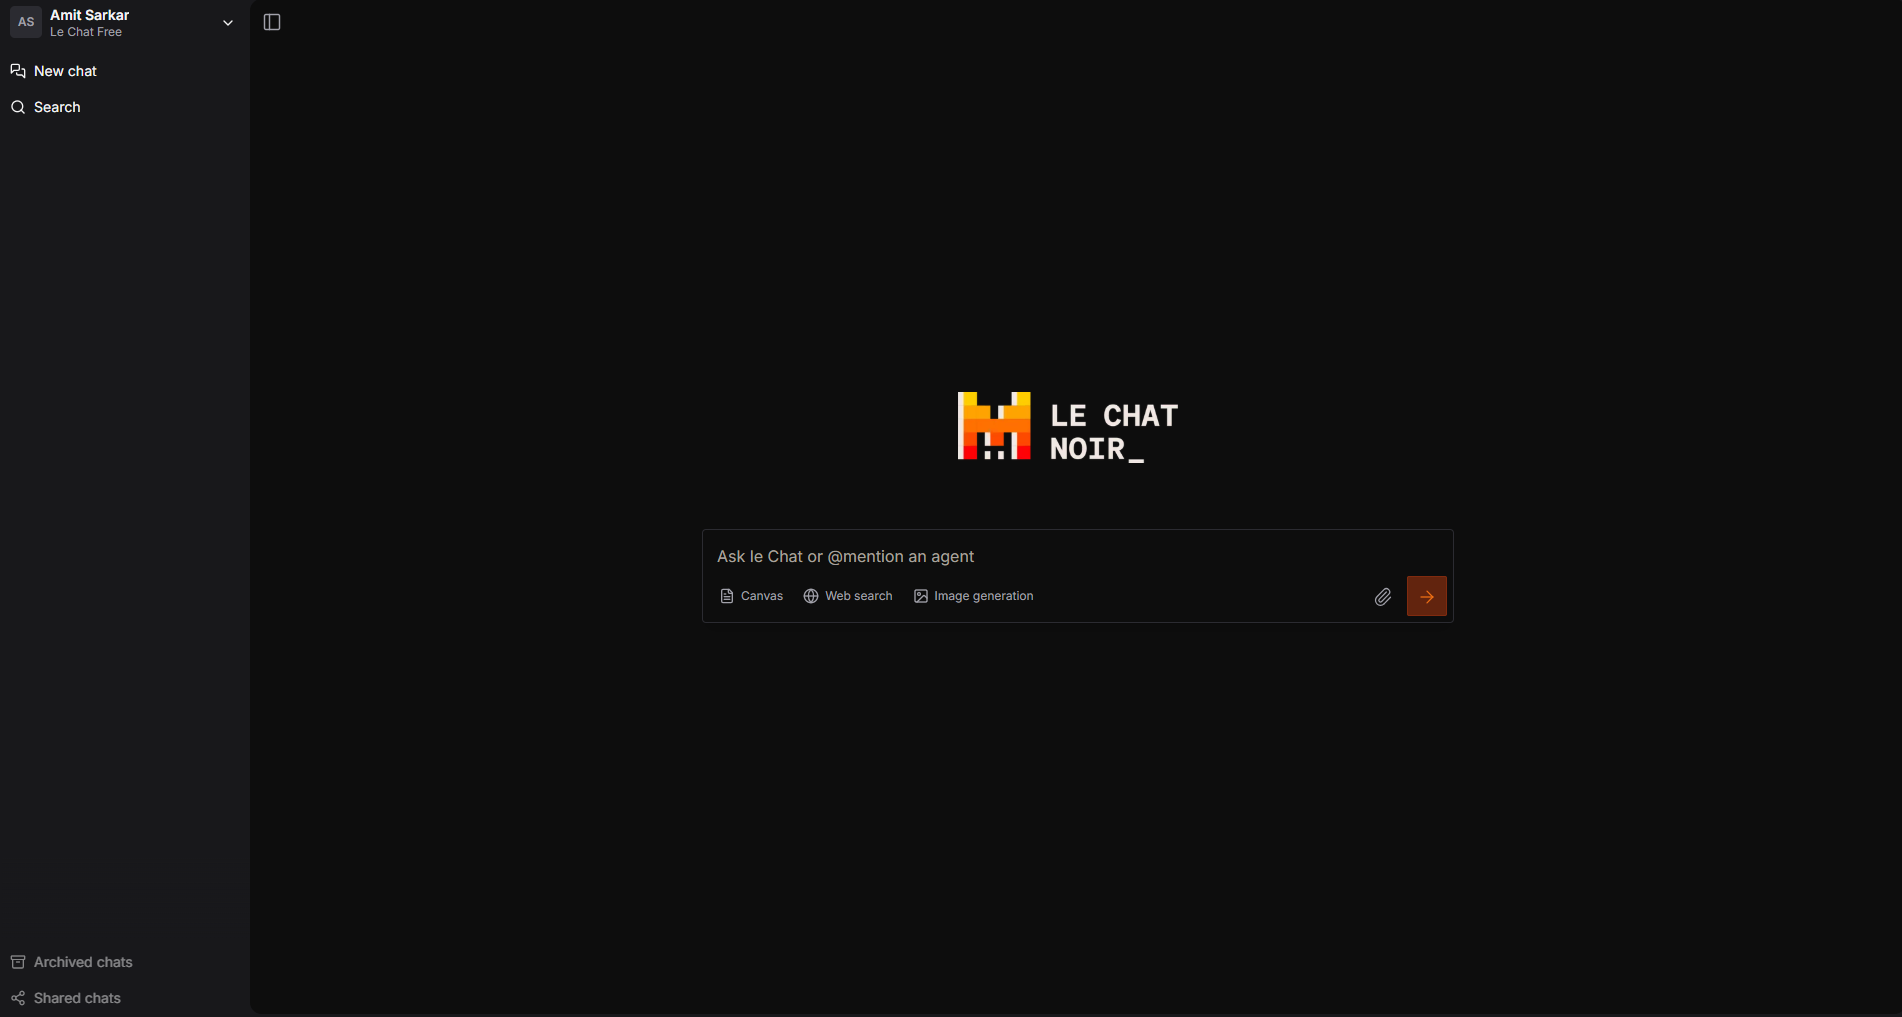 AS
Amit Sarkar
Le Chat Free
New chat
Search
LE CHAT
NOIR_
Ask le Chat or @mention an agent
Canvas
Web search
Image generation
Archived chats
Shared chats